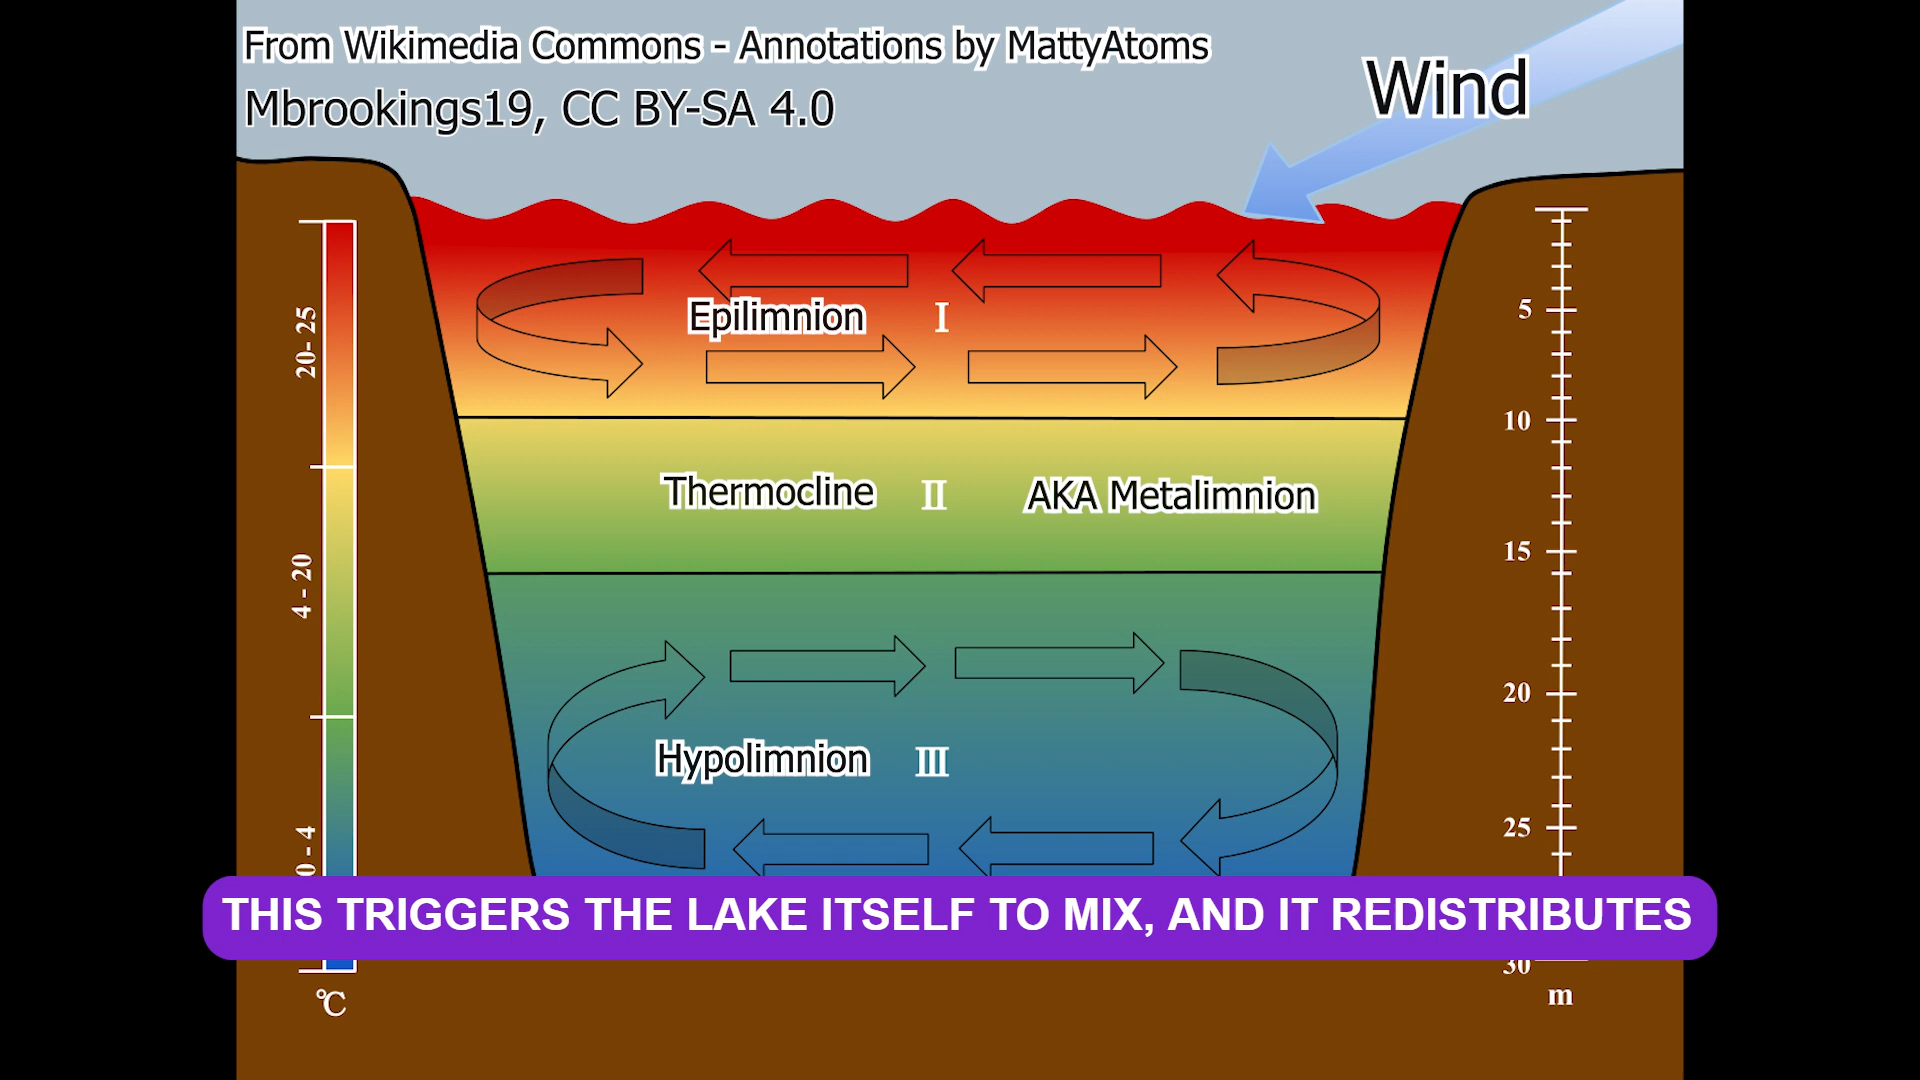 From Wikimedia Commons - Annotations by MattyAtoms
Mbrookings19, CC BY-SA 4.0
Wind
Epilimnion I
Thermocline II AKA Metalimnion
Hypolimnion III
20- 25
4 - 20
0 - 4
°C
5
10
15
20
25
30
m
THIS TRIGGERS THE LAKE ITSELF TO MIX, AND IT REDISTRIBUTES